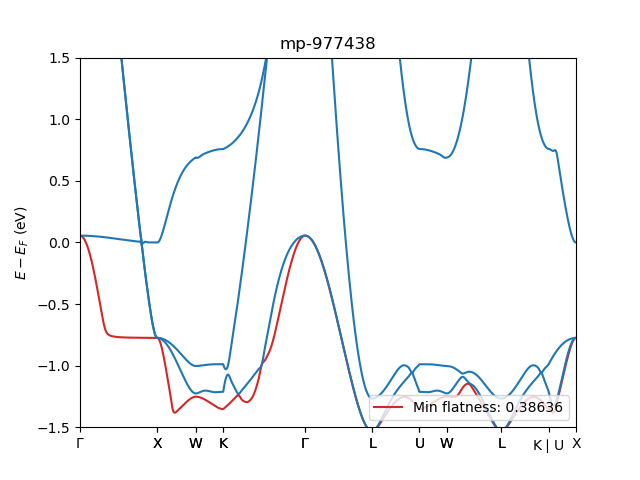 mp-977438
E − E_F (eV)
1.5
1.0
0.5
0.0
−0.5
−1.0
−1.5
Min flatness: 0.38636
Γ X W K Γ L U W L K | U X